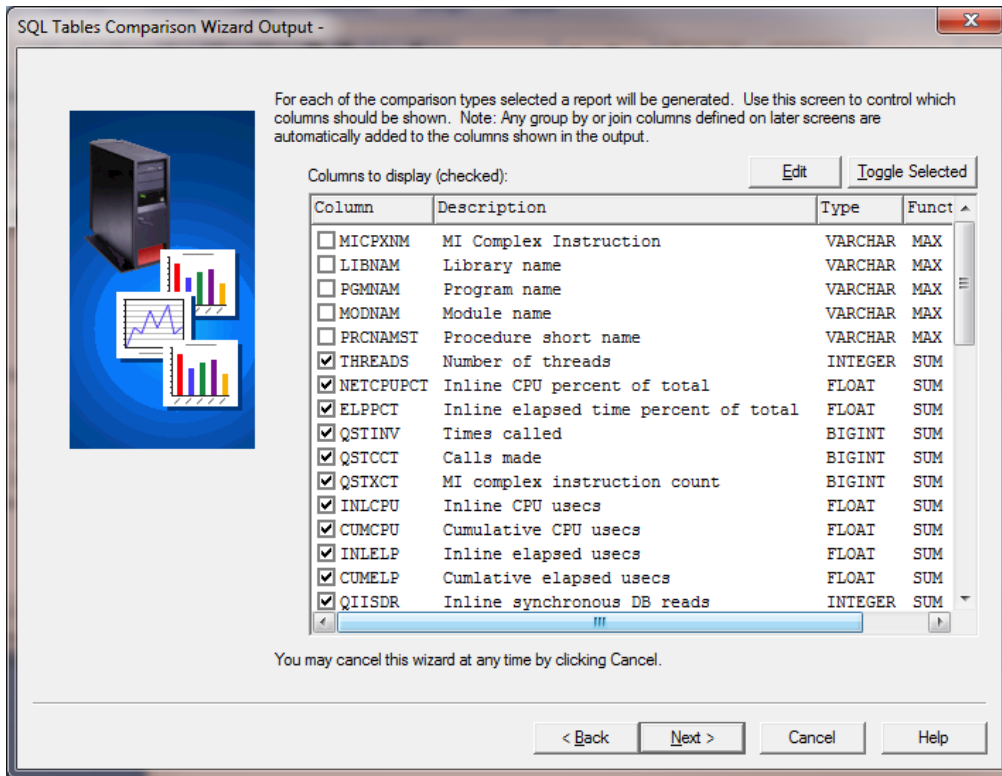 SQL Tables Comparison Wizard Output -
For each of the comparison types selected a report will be generated. Use this screen to control which
columns should be shown. Note: Any group by or join columns defined on later screens are
automatically added to the columns shown in the output.
Columns to display (checked):
Edit
Toggle Selected
Column Description Type Funct
MICPXNM MI Complex Instruction VARCHAR MAX
LIBNAM Library name VARCHAR MAX
PGMNAM Program name VARCHAR MAX
MODNAM Module name VARCHAR MAX
PRCNAMST Procedure short name VARCHAR MAX
THREADS Number of threads INTEGER SUM
NETCPUPCT Inline CPU percent of total FLOAT SUM
ELPPCT Inline elapsed time percent of total FLOAT SUM
QSTINV Times called BIGINT SUM
QSTCCT Calls made BIGINT SUM
QSTXCT MI complex instruction count BIGINT SUM
INLCPU Inline CPU usecs FLOAT SUM
CUMCPU Cumulative CPU usecs FLOAT SUM
INLELP Inline elapsed usecs FLOAT SUM
CUMELP Cumlative elapsed usecs FLOAT SUM
QIISDR Inline synchronous DB reads INTEGER SUM
You may cancel this wizard at any time by clicking Cancel.
< Back
Next >
Cancel
Help